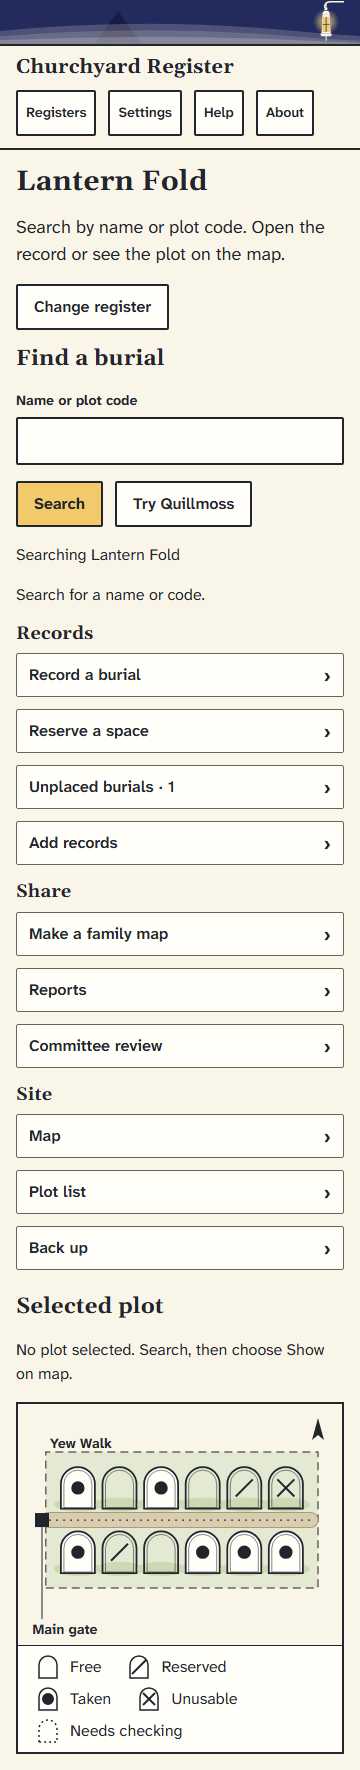 Churchyard Register
Registers Settings Help About
Lantern Fold
Search by name or plot code. Open the
record or see the plot on the map.
Change register
Find a burial
Name or plot code
Search Try Quillmoss
Searching Lantern Fold
Search for a name or code.
Records
Record a burial ›
Reserve a space ›
Unplaced burials · 1 ›
Add records ›
Share
Make a family map ›
Reports ›
Committee review ›
Site
Map ›
Plot list ›
Back up ›
Selected plot
No plot selected. Search, then choose Show
on map.
Yew Walk
Main gate
Free Reserved
Taken Unusable
Needs checking